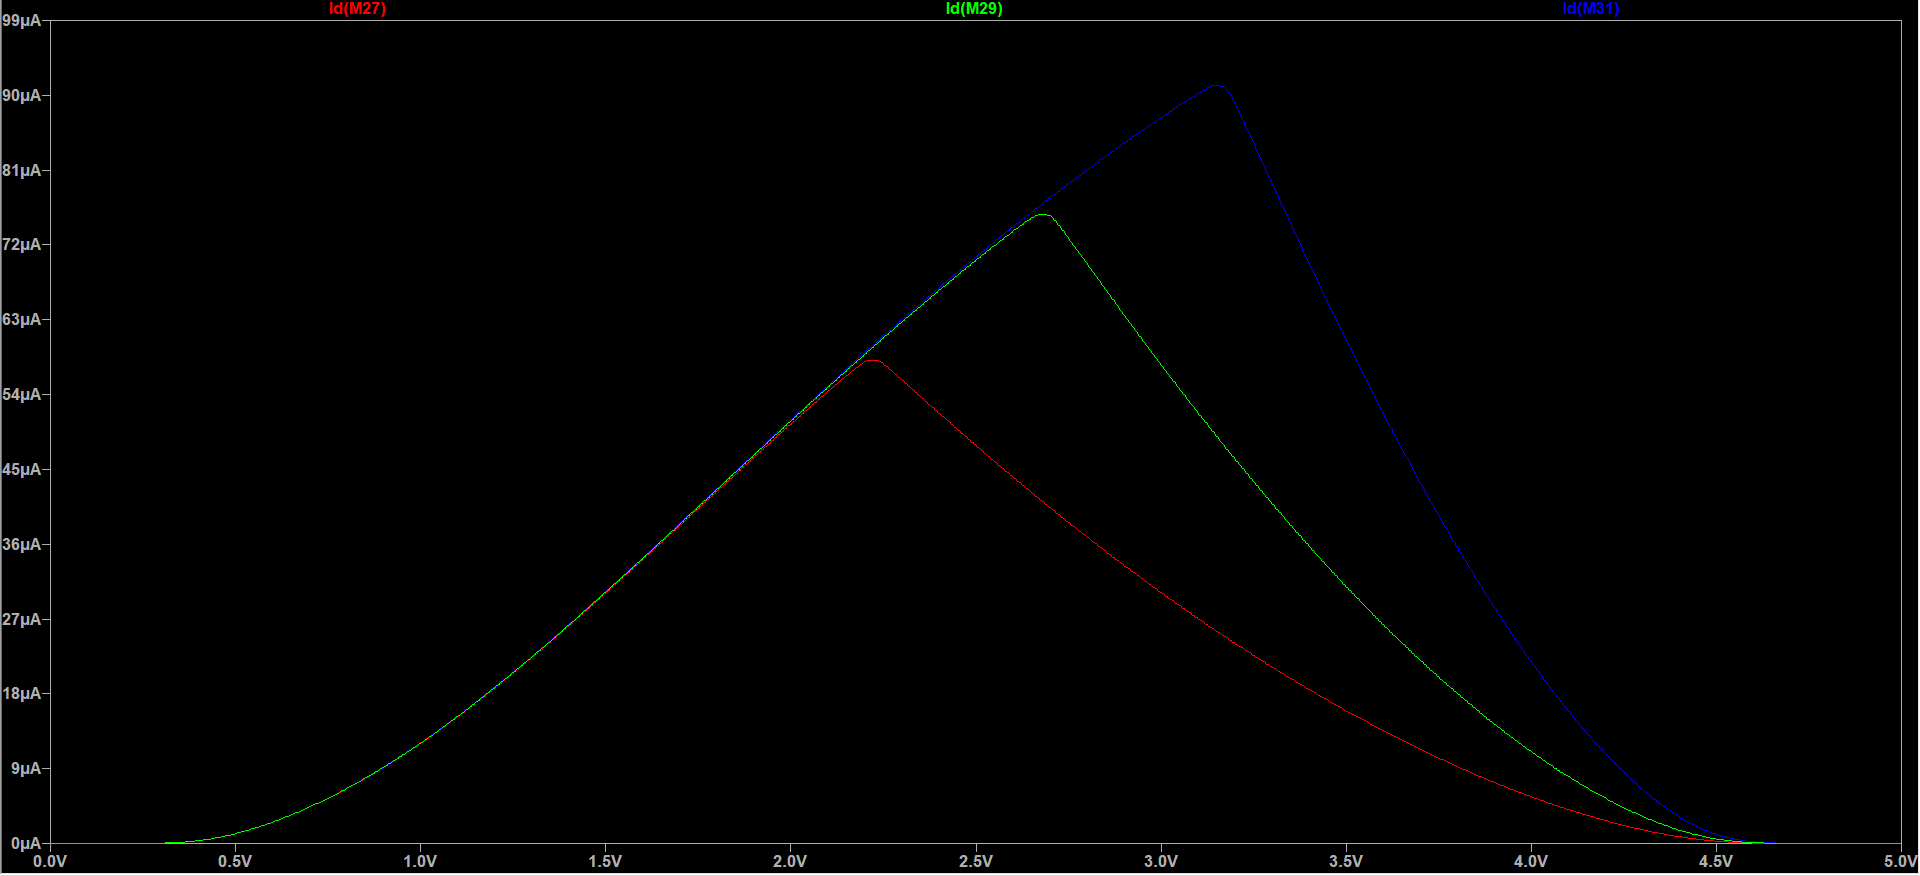 Id(M27) Id(M29) Id(M31)
99µA
90µA
81µA
72µA
63µA
54µA
45µA
36µA
27µA
18µA
9µA
0µA
0.0V 0.5V 1.0V 1.5V 2.0V 2.5V 3.0V 3.5V 4.0V 4.5V 5.0V